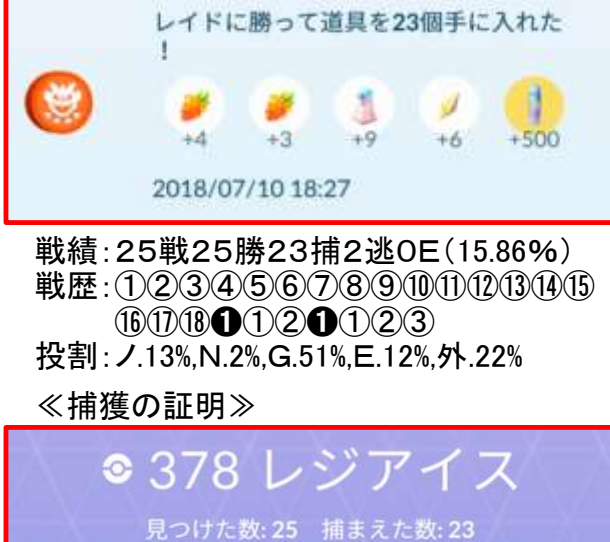 レイドに勝って道具を23個手に入れた
！
+4 +3 +9 +6 +500
2018/07/10 18:27
戦績：２５戦２５勝２３捕２逃０Ｅ（15.86％）
戦歴：①②③④⑤⑥⑦⑧⑨⑩⑪⑫⑬⑭⑮
⑯⑰⑱❶①②❶①②③
投割：ノ.13%,Ｎ.2%,Ｇ.51%,Ｅ.12%,外.22%
≪捕獲の証明≫
378 レジアイス
見つけた数: 25 捕まえた数: 23